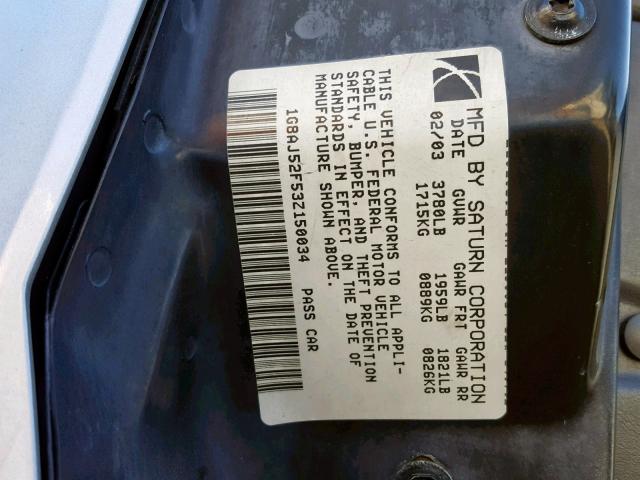 MFD BY SATURN CORPORATION
DATE GVWR GAWR FRT GAWR RR
02/03 3780LB 1959LB 1821LB
1715KG 0889KG 0826KG
THIS VEHICLE CONFORMS TO ALL APPLI-
CABLE U.S. FEDERAL MOTOR VEHICLE
SAFETY, BUMPER, AND THEFT PREVENTION
STANDARDS IN EFFECT ON THE DATE OF
MANUFACTURE SHOWN ABOVE.
1G8AJ52F53Z150034 PASS CAR